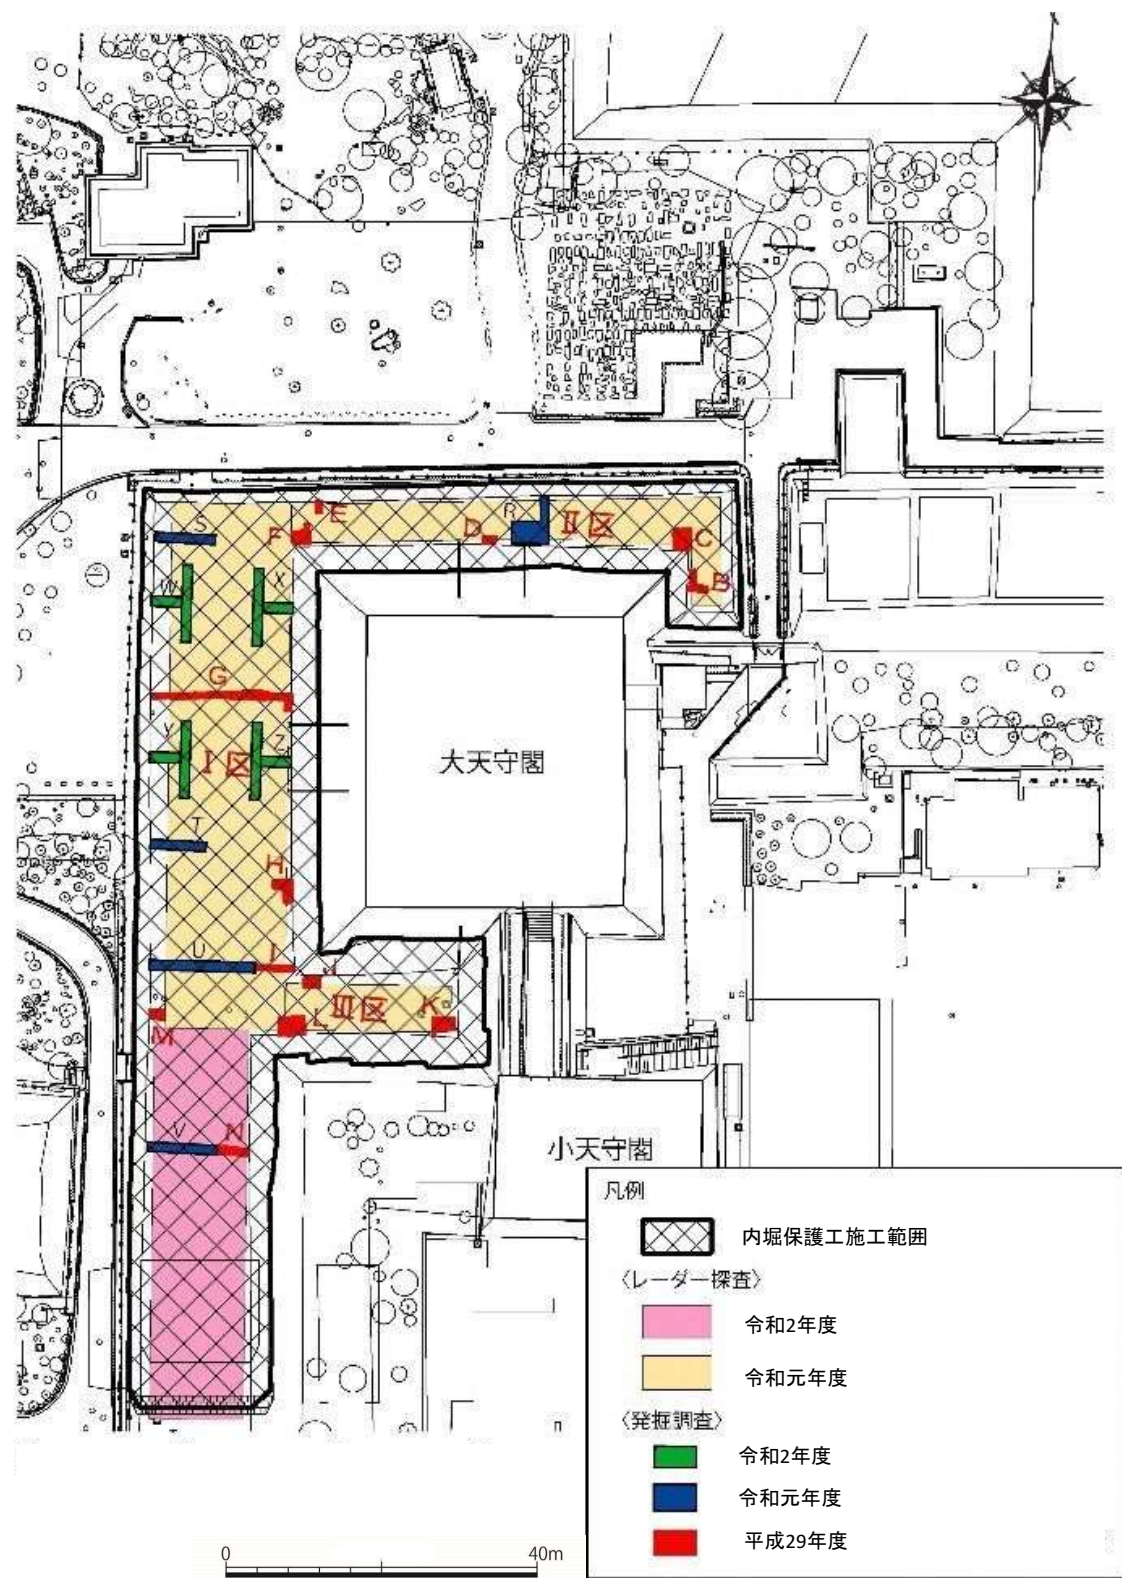 E
R
D
Ⅱ区
F
C
S
B
W
X
G
Y
Ⅰ区
Z
大天守閣
T
H
U
I
J
Ⅲ区
K
L
M
V
N
小天守閣
凡例
内堀保護工施工範囲
〈レーダー探査〉
令和2年度
令和元年度
〈発掘調査〉
令和2年度
令和元年度
平成29年度
0
40m